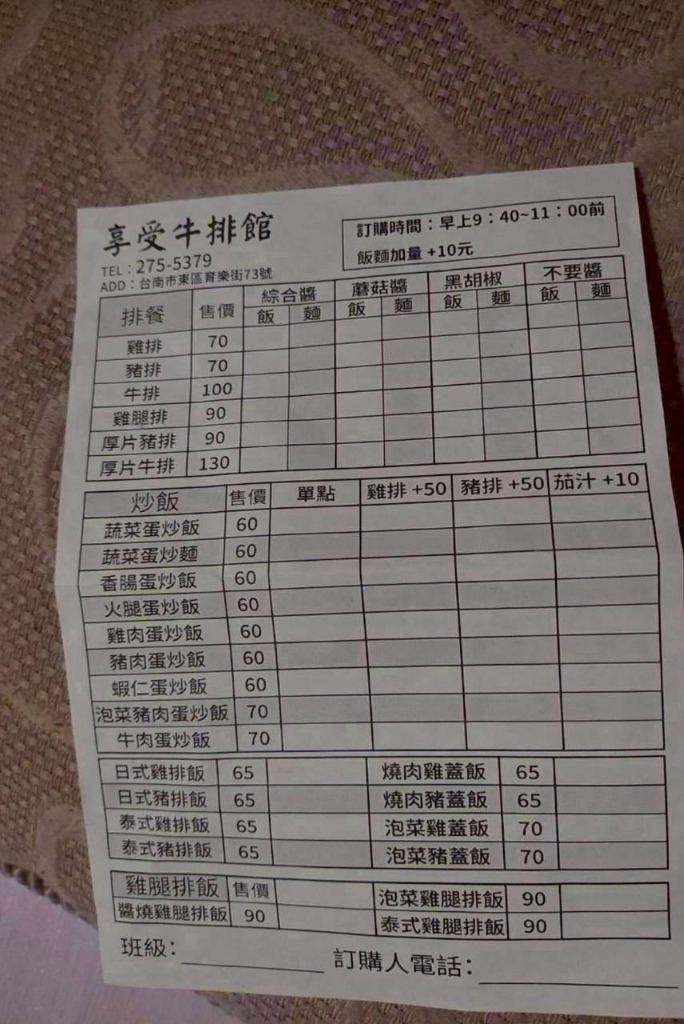 享受牛排館
TEL：275-5379
ADD：台南市東區育樂街73號
訂購時間：早上9：40~11：00前
飯麵加量 +10元
排餐 售價 綜合醬 蘑菇醬 黑胡椒 不要醬
飯 麵 飯 麵 飯 麵 飯 麵
雞排 70
豬排 70
牛排 100
雞腿排 90
厚片豬排 90
厚片牛排 130
炒飯 售價 單點 雞排 +50 豬排 +50 茄汁 +10
蔬菜蛋炒飯 60
蔬菜蛋炒麵 60
香腸蛋炒飯 60
火腿蛋炒飯 60
雞肉蛋炒飯 60
豬肉蛋炒飯 60
蝦仁蛋炒飯 60
泡菜豬肉蛋炒飯 70
牛肉蛋炒飯 70
日式雞排飯 65 燒肉雞蓋飯 65
日式豬排飯 65 燒肉豬蓋飯 65
泰式雞排飯 65 泡菜雞蓋飯 70
泰式豬排飯 65 泡菜豬蓋飯 70
雞腿排飯 售價 泡菜雞腿排飯 90
醬燒雞腿排飯 90 泰式雞腿排飯 90
班級： 訂購人電話：